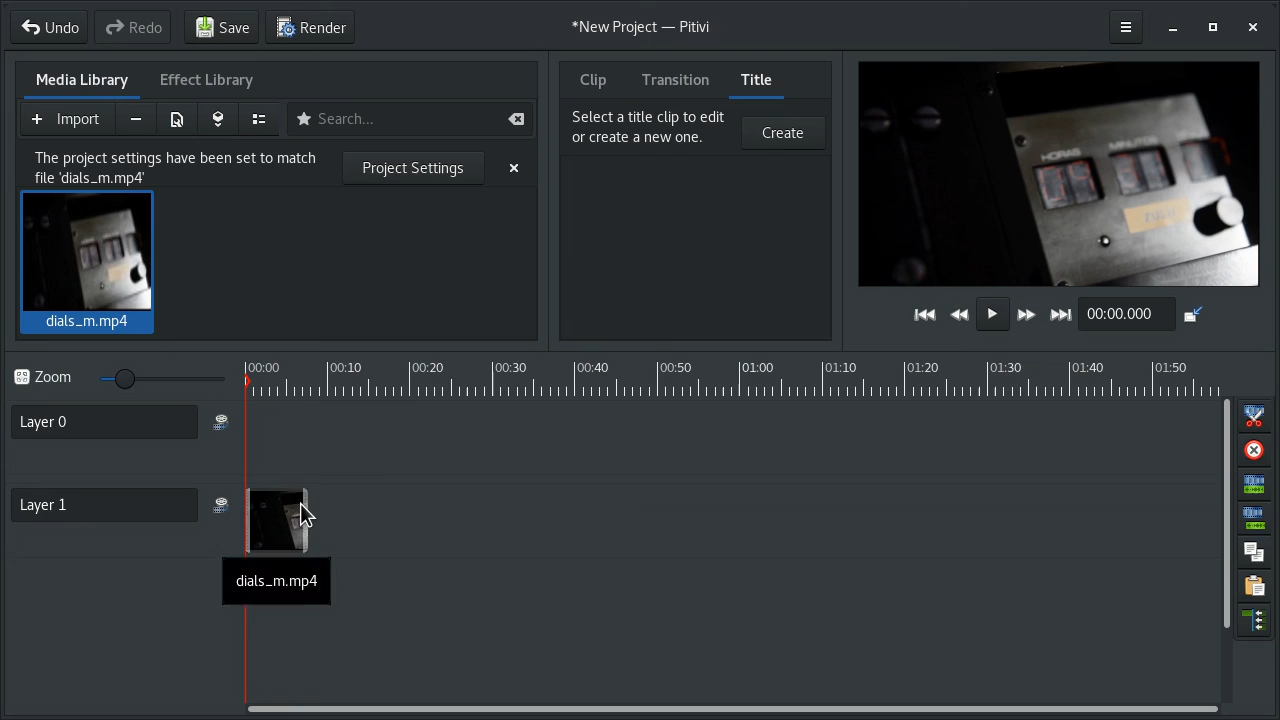 Undo Redo Save Render *New Project — Pitivi
Media Library Effect Library
Import Search...
The project settings have been set to match
file 'dials_m.mp4'
Project Settings
dials_m.mp4
Clip Transition Title
Select a title clip to edit
or create a new one.
Create
HORAS MINUTOS
09
00:00.000
Zoom 00:00 00:10 00:20 00:30 00:40 00:50 01:00 01:10 01:20 01:30 01:40 01:50
Layer 0
Layer 1
dials_m.mp4